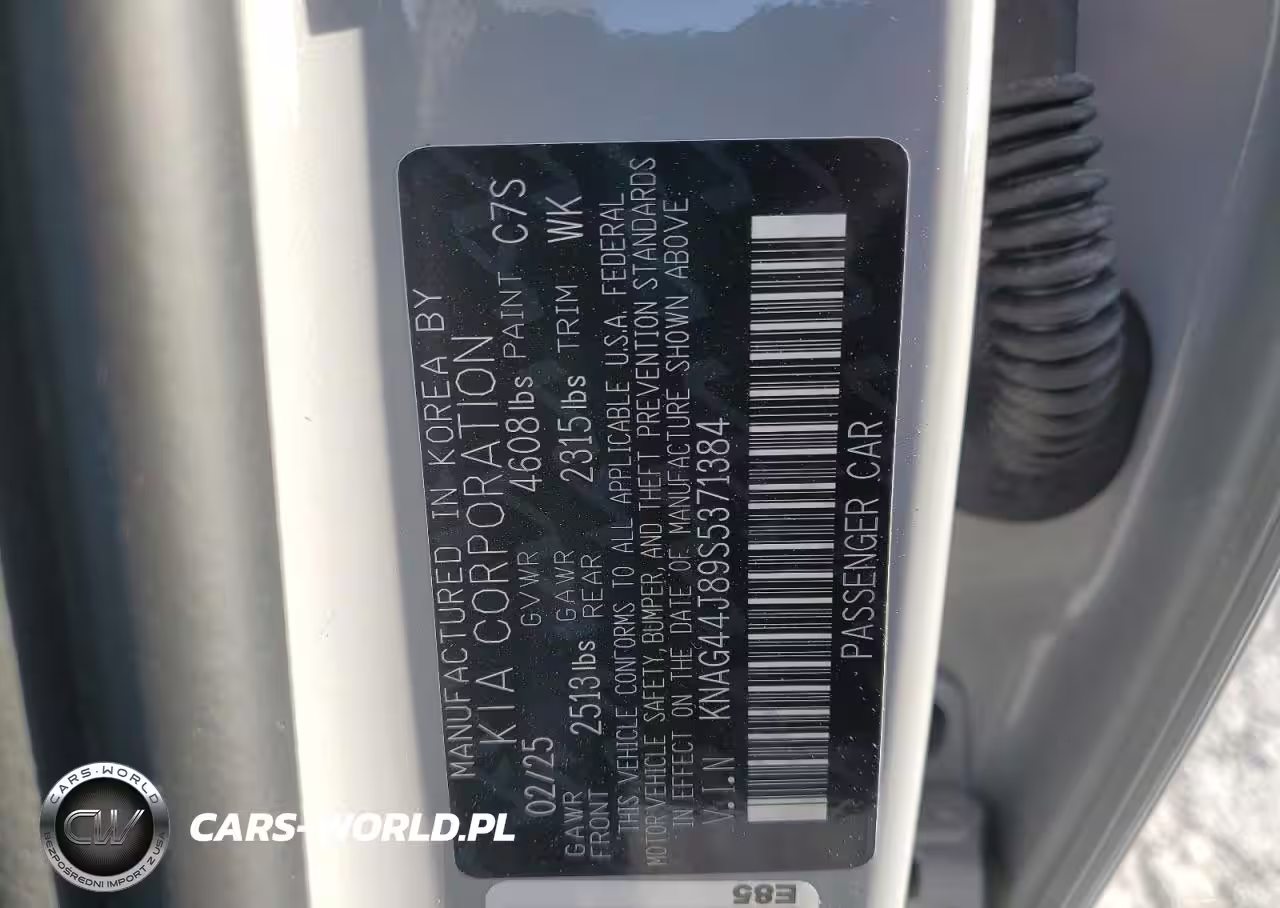 MANUFACTURED IN KOREA BY
KIA CORPORATION
02/25 GVWR 4608lbs PAINT C7S
GAWR FRONT 2513lbs GAWR REAR 2315lbs TRIM WK
THIS VEHICLE CONFORMS TO ALL APPLICABLE U.S.A. FEDERAL
MOTOR VEHICLE SAFETY, BUMPER, AND THEFT PREVENTION STANDARDS
IN EFFECT ON THE DATE OF MANUFACTURE SHOWN ABOVE
V.I.N KNAG44J89S5371384
PASSENGER CAR
E85
CARS-WORLD
CW
BEZPOŚREDNI IMPORT Z USA
CARS-WORLD.PL